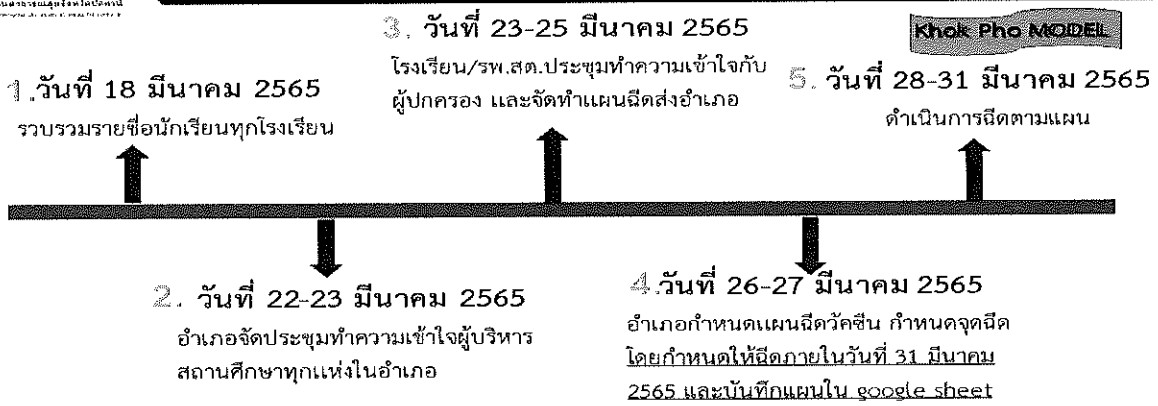 Khok Pho MODEL
1.วันที่ 18 มีนาคม 2565
รวบรวมรายชื่อนักเรียนทุกโรงเรียน
2. วันที่ 22-23 มีนาคม 2565
อำเภอจัดประชุมทำความเข้าใจผู้บริหาร
สถานศึกษาทุกแห่งในอำเภอ
3. วันที่ 23-25 มีนาคม 2565
โรงเรียน/รพ.สต.ประชุมทำความเข้าใจกับ
ผู้ปกครอง และจัดทำแผนฉีดส่งอำเภอ
4.วันที่ 26-27 มีนาคม 2565
อำเภอกำหนดแผนฉีดวัคซีน กำหนดจุดฉีด
โดยกำหนดให้ฉีดภายในวันที่ 31 มีนาคม
2565 และบันทึกแผนใน google sheet
5. วันที่ 28-31 มีนาคม 2565
ดำเนินการฉีดตามแผน